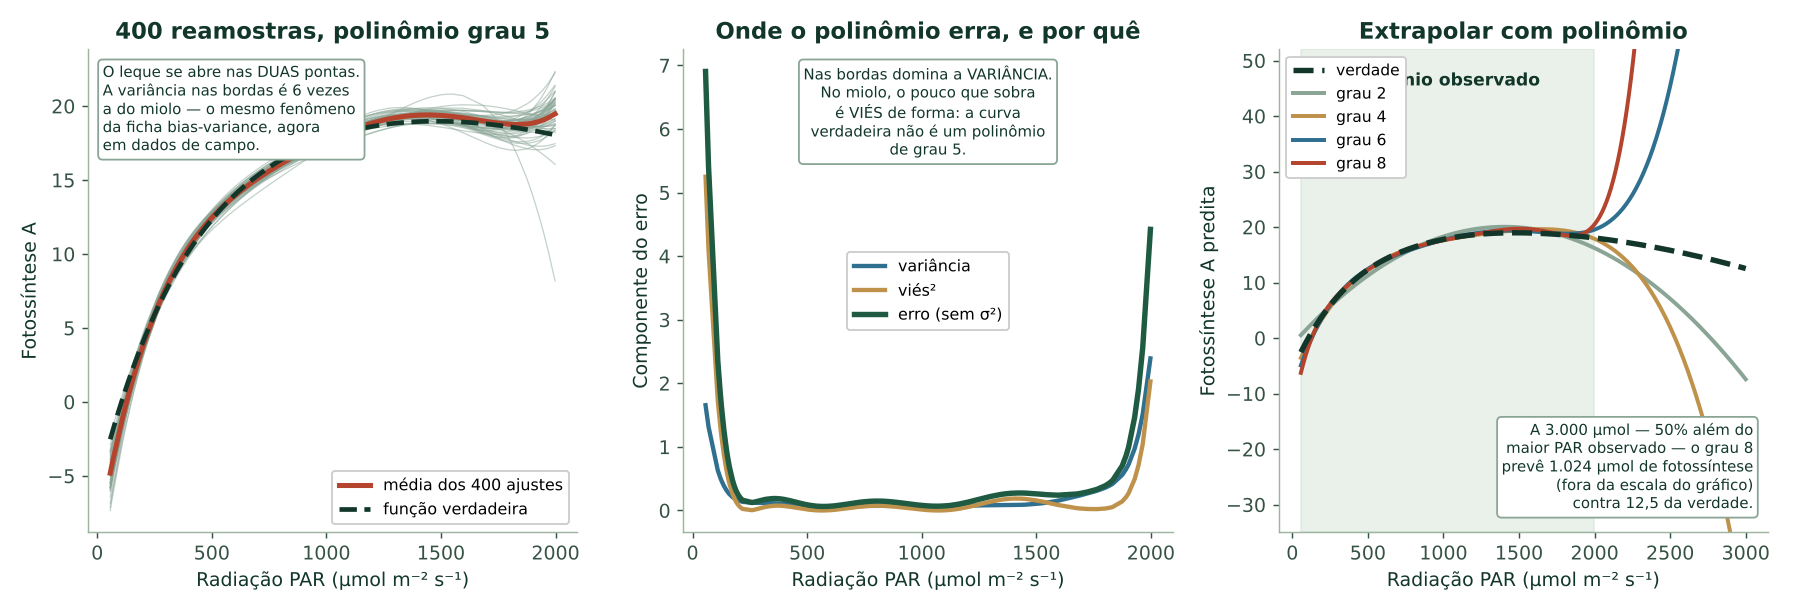 400 reamostras, polinômio grau 5
O leque se abre nas DUAS pontas.
A variância nas bordas é 6 vezes
a do miolo — o mesmo fenômeno
da ficha bias-variance, agora
em dados de campo.
Fotossíntese A
20
15
10
5
0
−5
média dos 400 ajustes
função verdadeira
0
500
1000
1500
2000
Radiação PAR (µmol m⁻² s⁻¹)
Onde o polinômio erra, e por quê
Nas bordas domina a VARIÂNCIA.
No miolo, o pouco que sobra
é VIÉS de forma: a curva
verdadeira não é um polinômio
de grau 5.
Componente do erro
7
6
5
4
3
2
1
0
variância
viés²
erro (sem σ²)
0
500
1000
1500
2000
Radiação PAR (µmol m⁻² s⁻¹)
Extrapolar com polinômio
observado
verdade
grau 2
grau 4
grau 6
grau 8
Fotossíntese A predita
50
40
30
20
10
0
−10
−20
−30
A 3.000 µmol — 50% além do
maior PAR observado — o grau 8
prevê 1.024 µmol de fotossíntese
(fora da escala do gráfico)
contra 12,5 da verdade.
0
500
1000
1500
2000
2500
3000
Radiação PAR (µmol m⁻² s⁻¹)